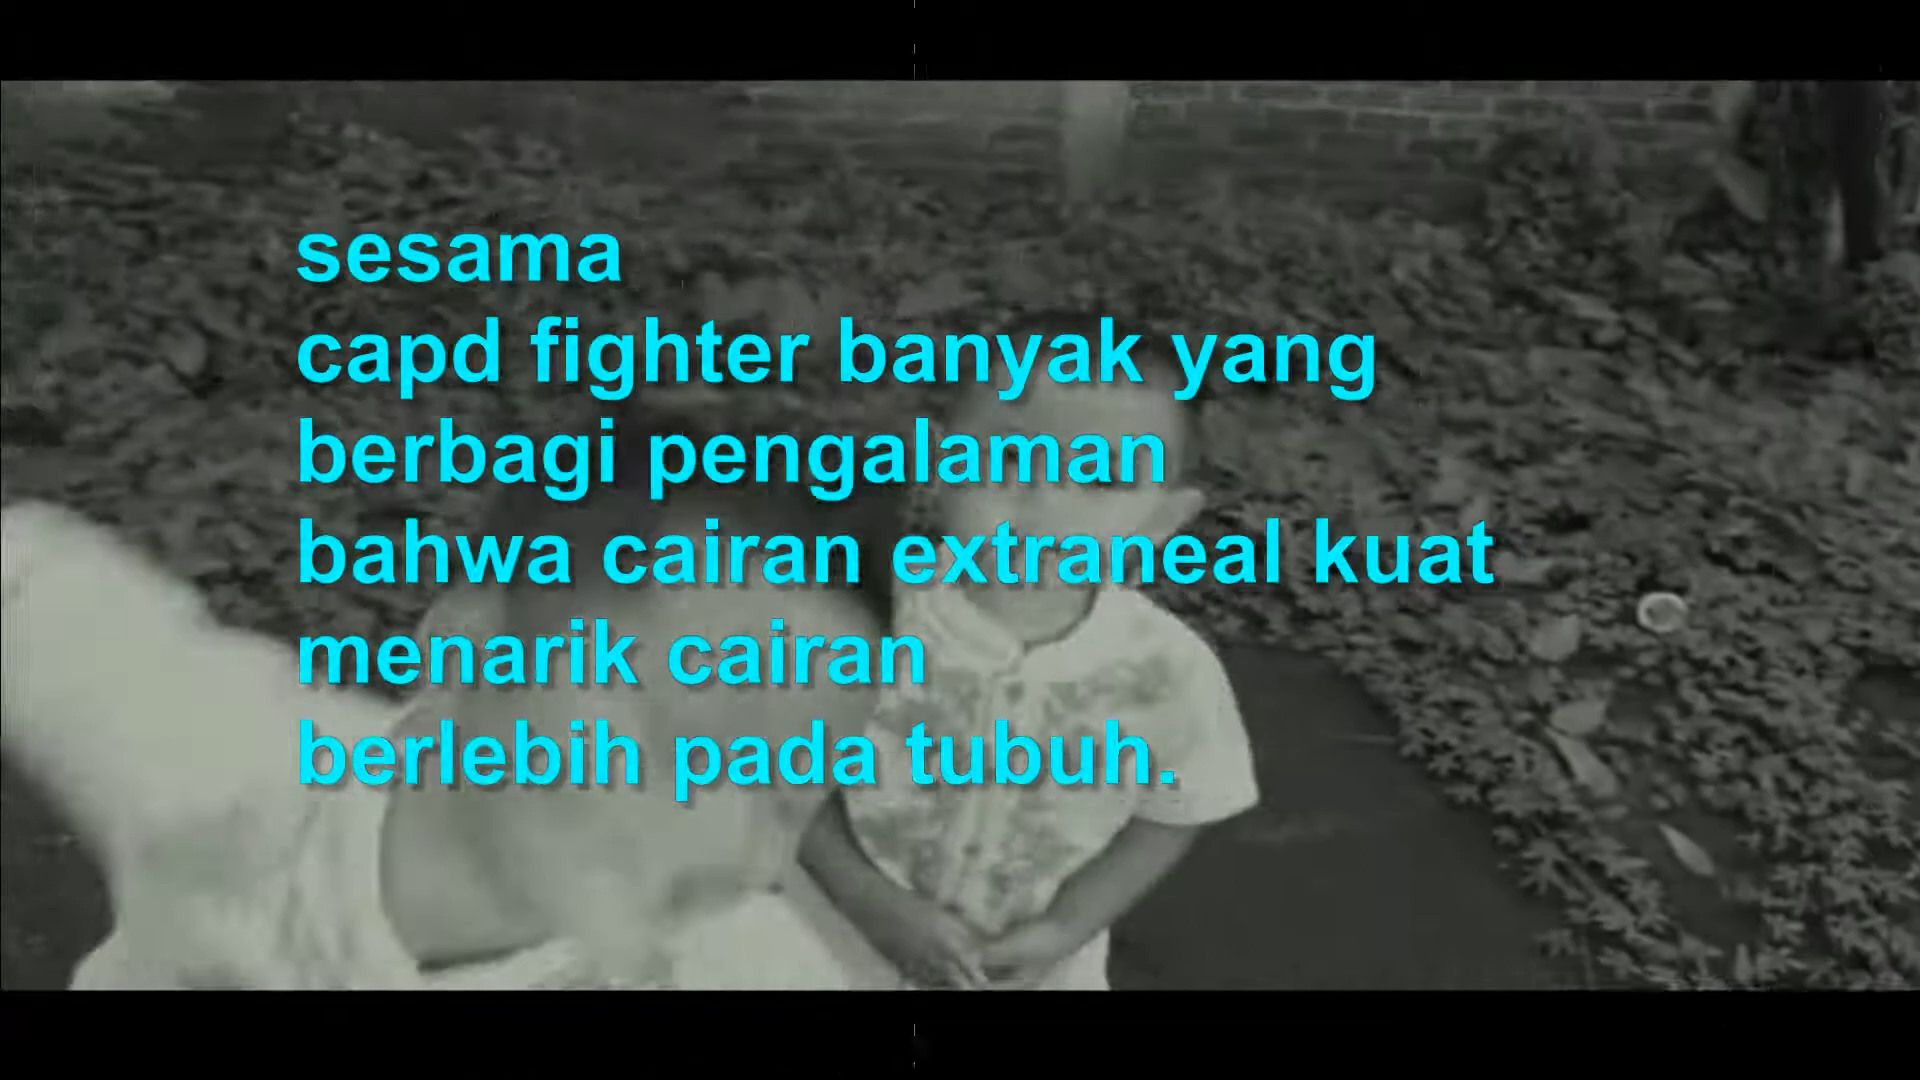 sesama
capd fighter banyak yang
berbagi pengalaman
bahwa cairan extraneal kuat
menarik cairan
berlebih pada tubuh.